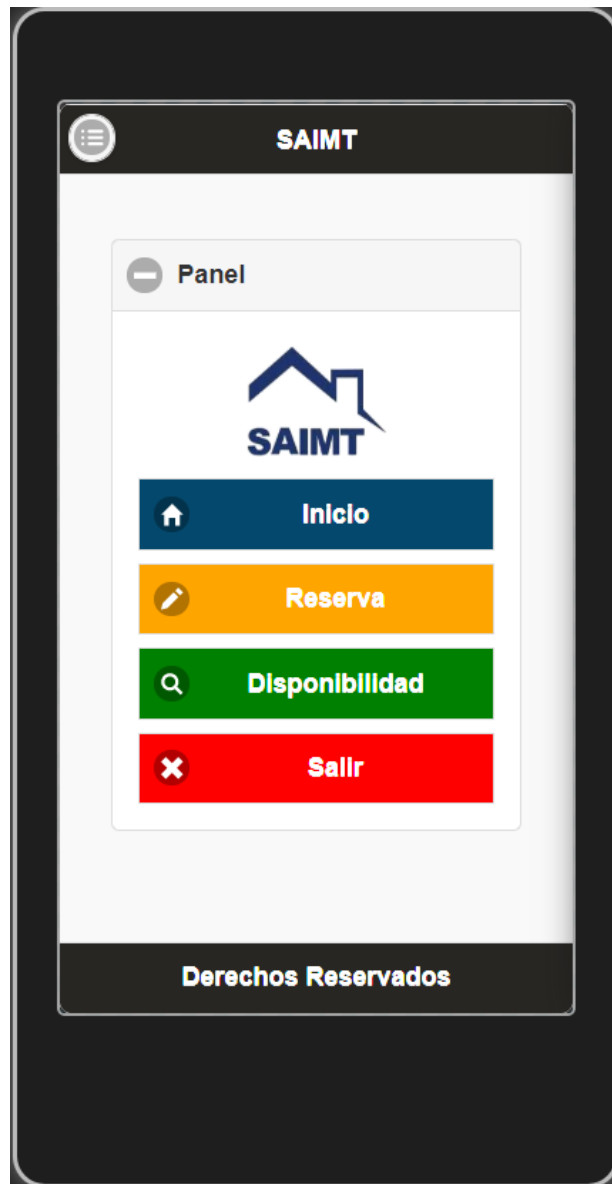 SAIMT
Panel
SAIMT
Inicio
Reserva
Disponibilidad
Salir
Derechos Reservados